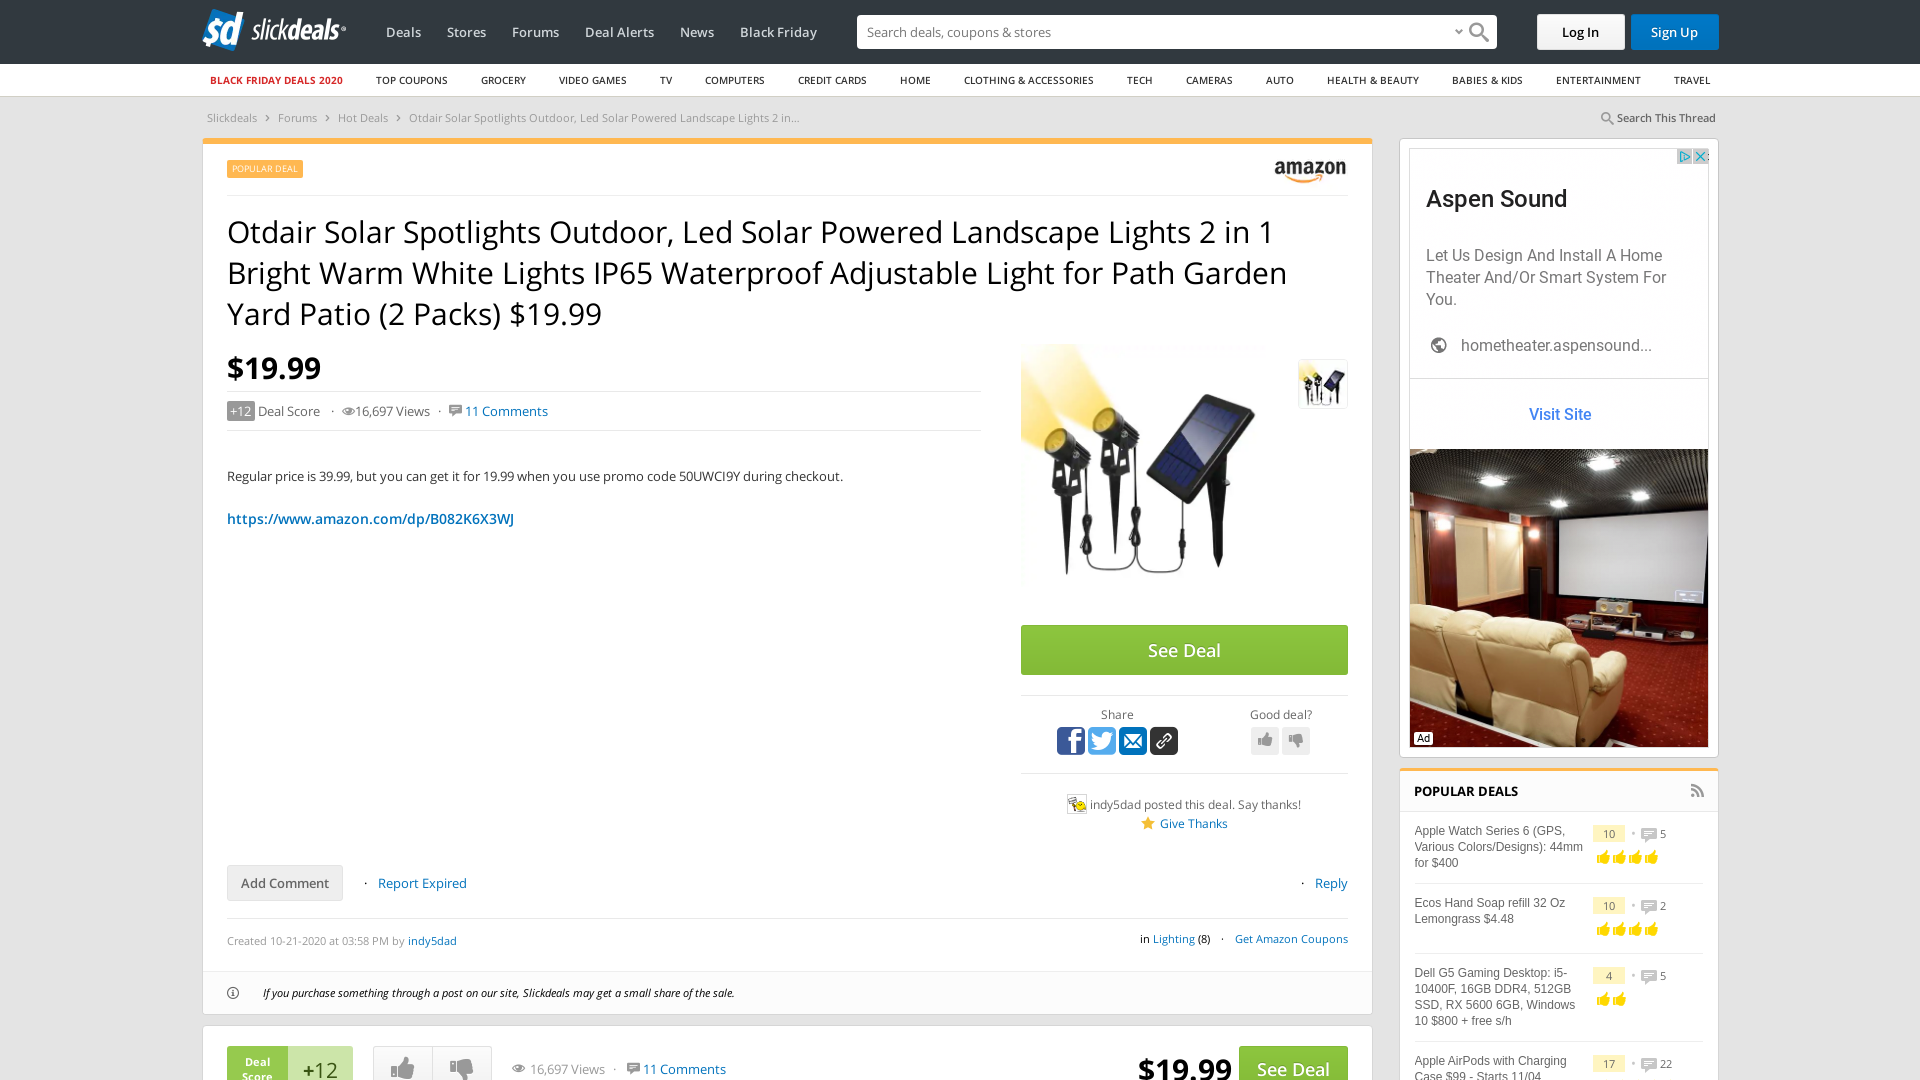 slickdeals
Deals
Stores
Forums
Deal Alerts
News
Black Friday
Search deals, coupons & stores
Log In
Sign Up
BLACK FRIDAY DEALS 2020
TOP COUPONS
GROCERY
VIDEO GAMES
TV
COMPUTERS
CREDIT CARDS
HOME
CLOTHING & ACCESSORIES
TECH
CAMERAS
AUTO
HEALTH & BEAUTY
BABIES & KIDS
ENTERTAINMENT
TRAVEL
Slickdeals › Forums › Hot Deals › Otdair Solar Spotlights Outdoor, Led Solar Powered Landscape Lights 2 in...
Search This Thread
POPULAR DEAL
amazon
Otdair Solar Spotlights Outdoor, Led Solar Powered Landscape Lights 2 in 1
Bright Warm White Lights IP65 Waterproof Adjustable Light for Path Garden
Yard Patio (2 Packs) $19.99
$19.99
+12 Deal Score · 16,697 Views · 11 Comments
Regular price is 39.99, but you can get it for 19.99 when you use promo code 50UWCI9Y during checkout.
https://www.amazon.com/dp/B082K6X3WJ
See Deal
Share
Good deal?
indy5dad posted this deal. Say thanks!
Give Thanks
Add Comment
· Report Expired
· Reply
Created 10-21-2020 at 03:58 PM by indy5dad
in Lighting (8) · Get Amazon Coupons
If you purchase something through a post on our site, Slickdeals may get a small share of the sale.
Deal
Score
+12
16,697 Views · 11 Comments
$19.99
See Deal
Aspen Sound
Let Us Design And Install A Home
Theater And/Or Smart System For
You.
hometheater.aspensound...
Visit Site
Ad
POPULAR DEALS
Apple Watch Series 6 (GPS,
Various Colors/Designs): 44mm
for $400
10 · 5
Ecos Hand Soap refill 32 Oz
Lemongrass $4.48
10 · 2
Dell G5 Gaming Desktop: i5-
10400F, 16GB DDR4, 512GB
SSD, RX 5600 6GB, Windows
10 $800 + free s/h
4 · 5
Apple AirPods with Charging
Case $99 - Starts 11/04
17 · 22